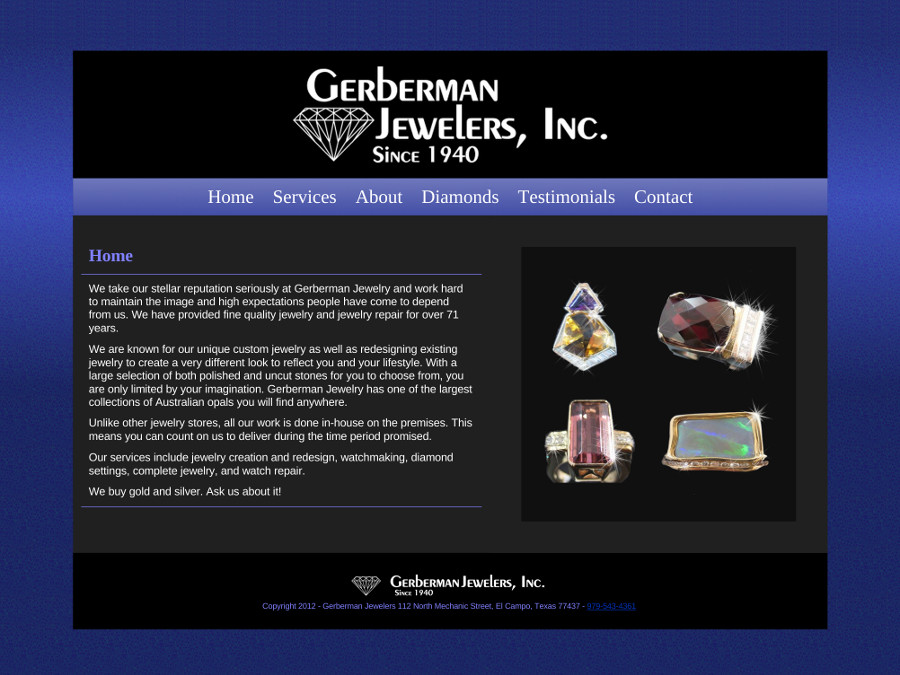 Gerberman
Jewelers, Inc.
Since 1940
Home Services About Diamonds Testimonials Contact
Home
We take our stellar reputation seriously at Gerberman Jewelry and work hard
to maintain the image and high expectations people have come to depend
from us. We have provided fine quality jewelry and jewelry repair for over 71
years.
We are known for our unique custom jewelry as well as redesigning existing
jewelry to create a very different look to reflect you and your lifestyle. With a
large selection of both polished and uncut stones for you to choose from, you
are only limited by your imagination. Gerberman Jewelry has one of the largest
collections of Australian opals you will find anywhere.
Unlike other jewelry stores, all our work is done in-house on the premises. This
means you can count on us to deliver during the time period promised.
Our services include jewelry creation and redesign, watchmaking, diamond
settings, complete jewelry, and watch repair.
We buy gold and silver. Ask us about it!
Gerberman Jewelers, Inc.
Since 1940
Copyright 2012 - Gerberman Jewelers 112 North Mechanic Street, El Campo, Texas 77437 - 979-543-4361